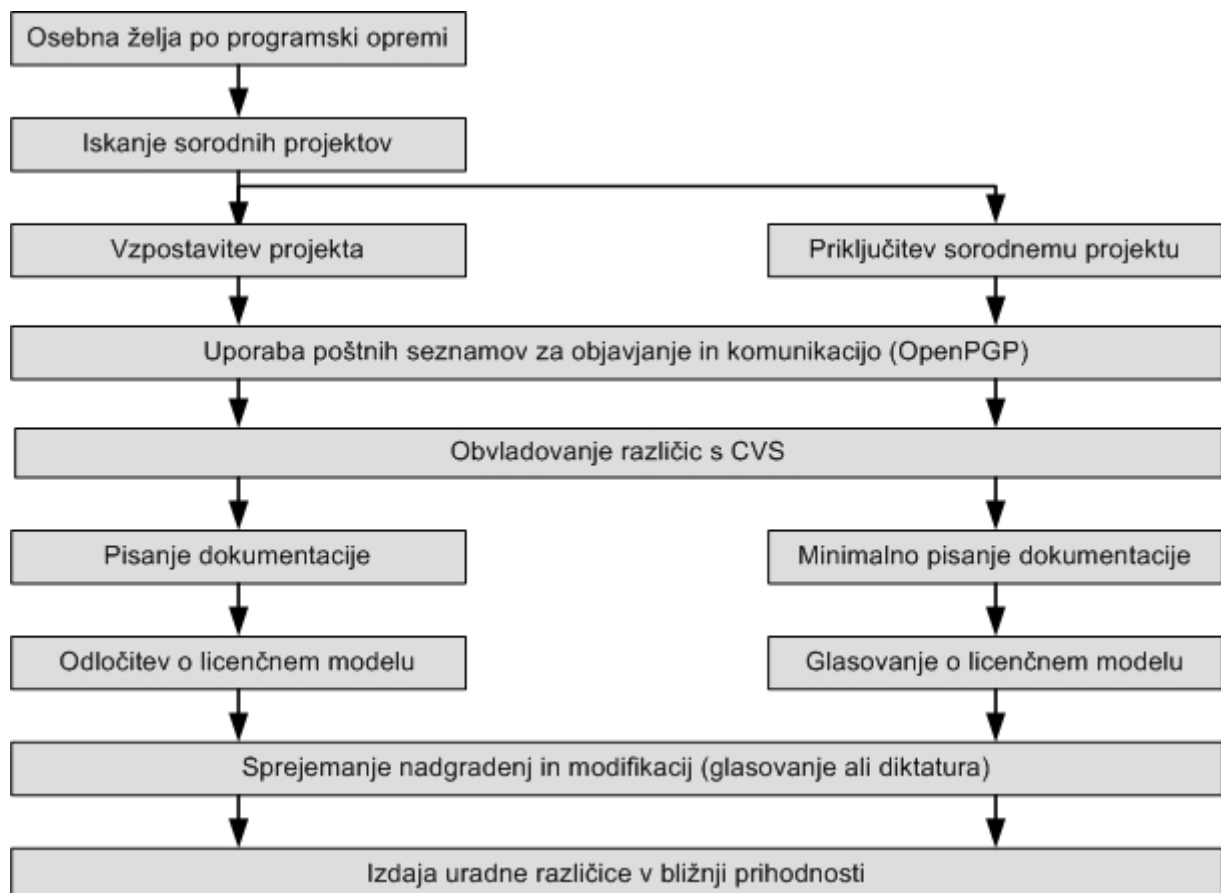 Osebna želja po programski opremi
Iskanje sorodnih projektov
Vzpostavitev projekta
Priključitev sorodnemu projektu
Uporaba poštnih seznamov za objavjanje in komunikacijo (OpenPGP)
Obvladovanje različic s CVS
Pisanje dokumentacije
Minimalno pisanje dokumentacije
Odločitev o licenčnem modelu
Glasovanje o licenčnem modelu
Sprejemanje nadgradenj in modifikacij (glasovanje ali diktatura)
Izdaja uradne različice v bližnji prihodnosti